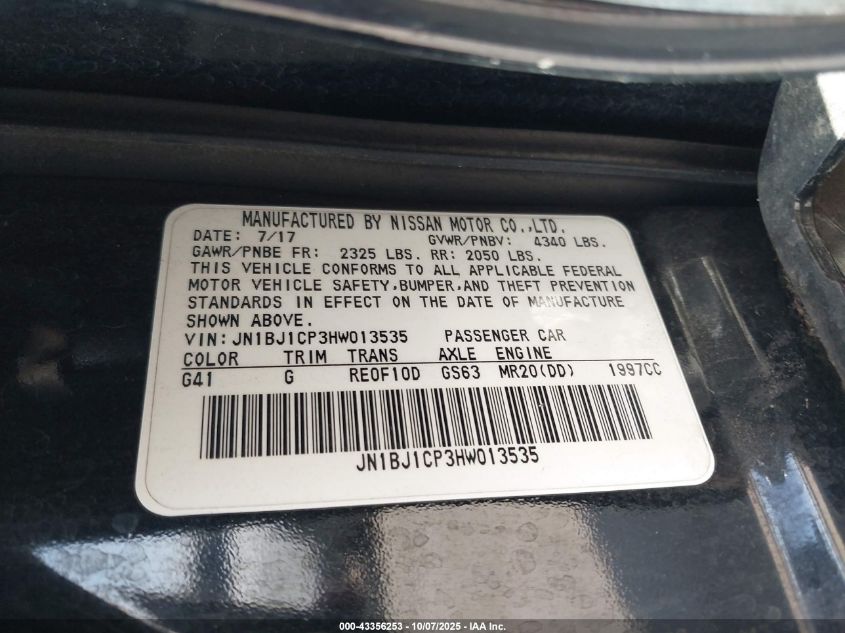 MANUFACTURED BY NISSAN MOTOR CO.,LTD.
DATE: 7/17 GVWR/PNBV: 4340 LBS.
GAWR/PNBE FR: 2325 LBS. RR: 2050 LBS.
THIS VEHICLE CONFORMS TO ALL APPLICABLE FEDERAL
MOTOR VEHICLE SAFETY,BUMPER,AND THEFT PREVENTION
STANDARDS IN EFFECT ON THE DATE OF MANUFACTURE
SHOWN ABOVE.
VIN: JN1BJ1CP3HW013535 PASSENGER CAR
COLOR TRIM TRANS AXLE ENGINE
G41 G RE0F10D GS63 MR20(DD) 1997CC
JN1BJ1CP3HW013535
000-43356253 - 10/07/2025 - IAA Inc.